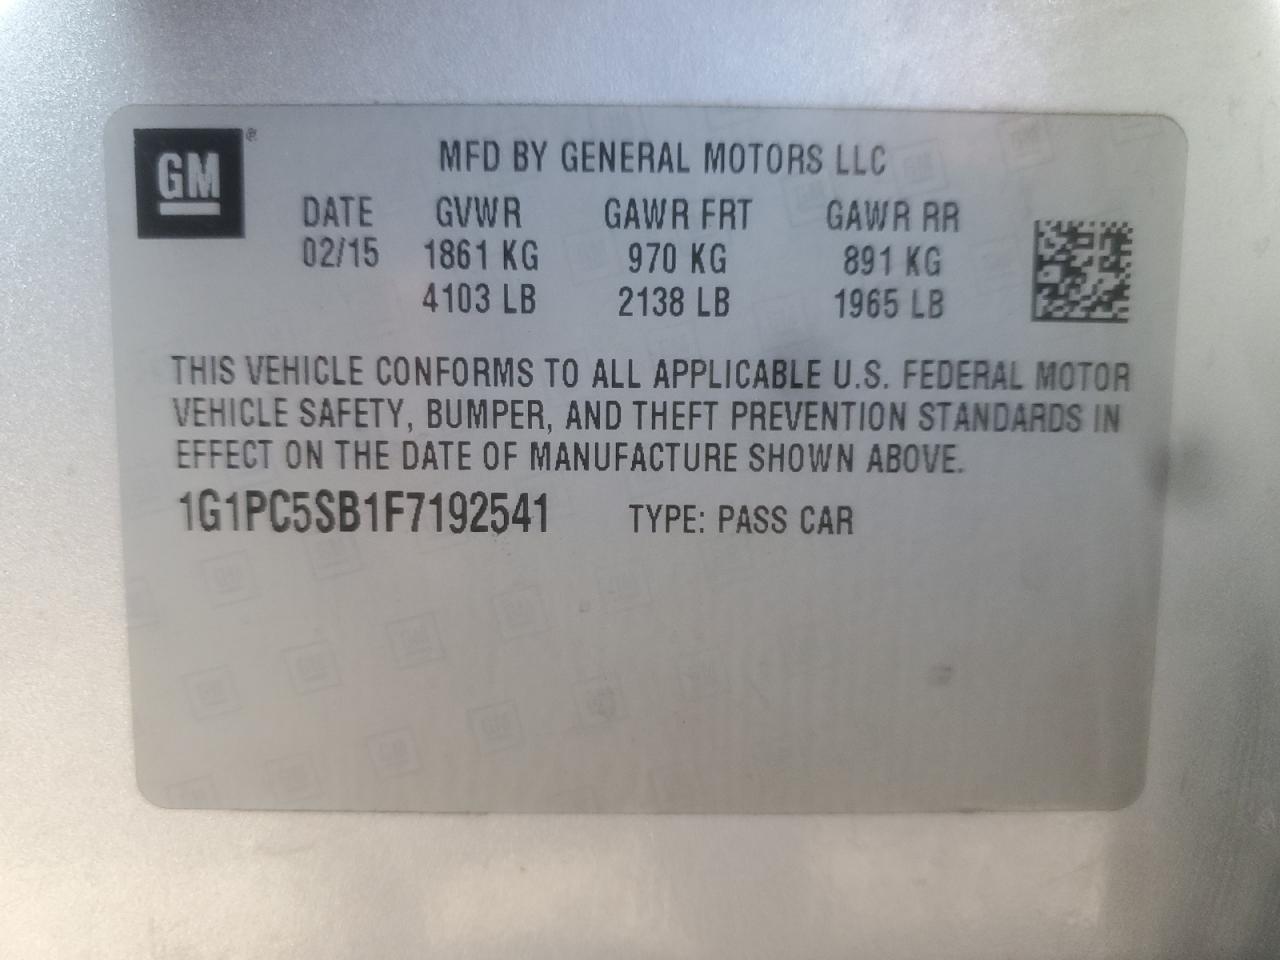 GM®
MFD BY GENERAL MOTORS LLC
DATE GVWR GAWR FRT GAWR RR
02/15 1861 KG 970 KG 891 KG
4103 LB 2138 LB 1965 LB
THIS VEHICLE CONFORMS TO ALL APPLICABLE U.S. FEDERAL MOTOR
VEHICLE SAFETY, BUMPER, AND THEFT PREVENTION STANDARDS IN
EFFECT ON THE DATE OF MANUFACTURE SHOWN ABOVE.
1G1PC5SB1F7192541 TYPE: PASS CAR